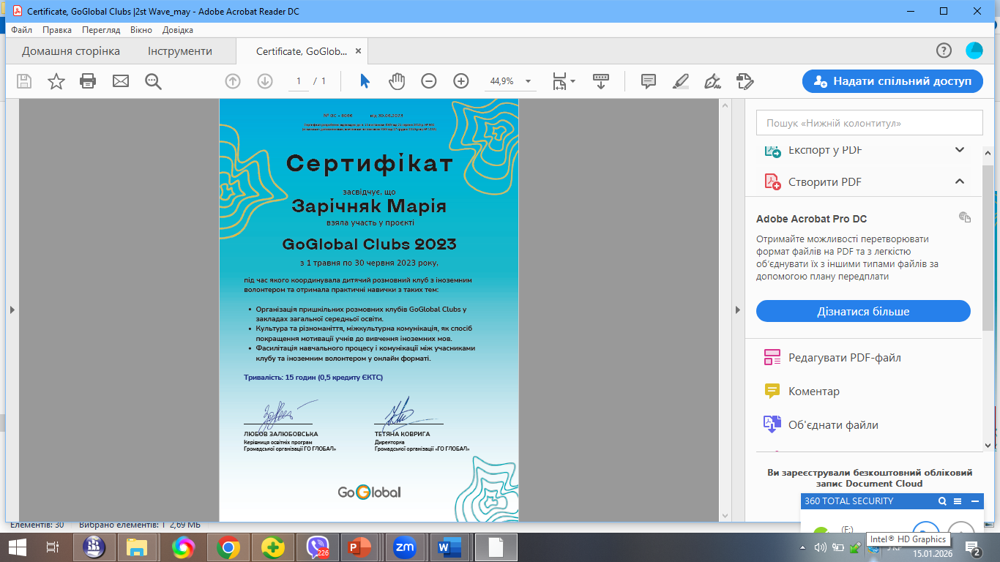 Certificate, GoGlobal Clubs |2st Wave_may - Adobe Acrobat Reader DC
Файл Правка Перегляд Вікно Довідка
Домашня сторінка Інструменти Certificate, GoGlob... ×
1 / 1 44,9% Надати спільний доступ
від 30.06.2023
Сертифікат
засвідчує, що
Зарічняк Марія
взяла участь у проєкті
GoGlobal Clubs 2023
з 1 травня по 30 червня 2023 року,
під час якого координувала дитячий розмовний клуб з іноземним
волонтером та отримала практичні навички з таких тем:
• Організація пришкільних розмовних клубів GoGlobal Clubs у
закладах загальної середньої освіти.
• Культура та різноманіття, міжкультурна комунікація, як спосіб
покращення мотивації учнів до вивчення іноземних мов.
• Фасилітація навчального процесу і комунікації між учасниками
клубу та іноземним волонтером у онлайн форматі.
Тривалість: 15 годин (0,5 кредиту ЄКТС)
ЛЮБОВ ЗАЛЮБОВСЬКА
Керівниця освітніх програм
Громадської організації ГО ГЛОБАЛ»
ТЕТЯНА КОВРИГА
Директорка
Громадської організації «ГО ГЛОБАЛ»
GoGlobal
Пошук «Нижній колонтитул»
Експорт у PDF
Створити PDF
Adobe Acrobat Pro DC
Отримайте можливості перетворювати
формат файлів на PDF та з легкістю
об'єднувати їх з іншими типами файлів за
допомогою плану передплати
Дізнатися більше
Редагувати PDF-файл
Коментар
Об'єднати файли
Ви зареєстрували безкоштовний обліковий
запис Document Cloud
360 TOTAL SECURITY
(F:)
Елементів: 30 Вибрано елементів: 1 2,69 МБ
Intel® HD Graphics
226
zm
УКР
15.01.2026
2